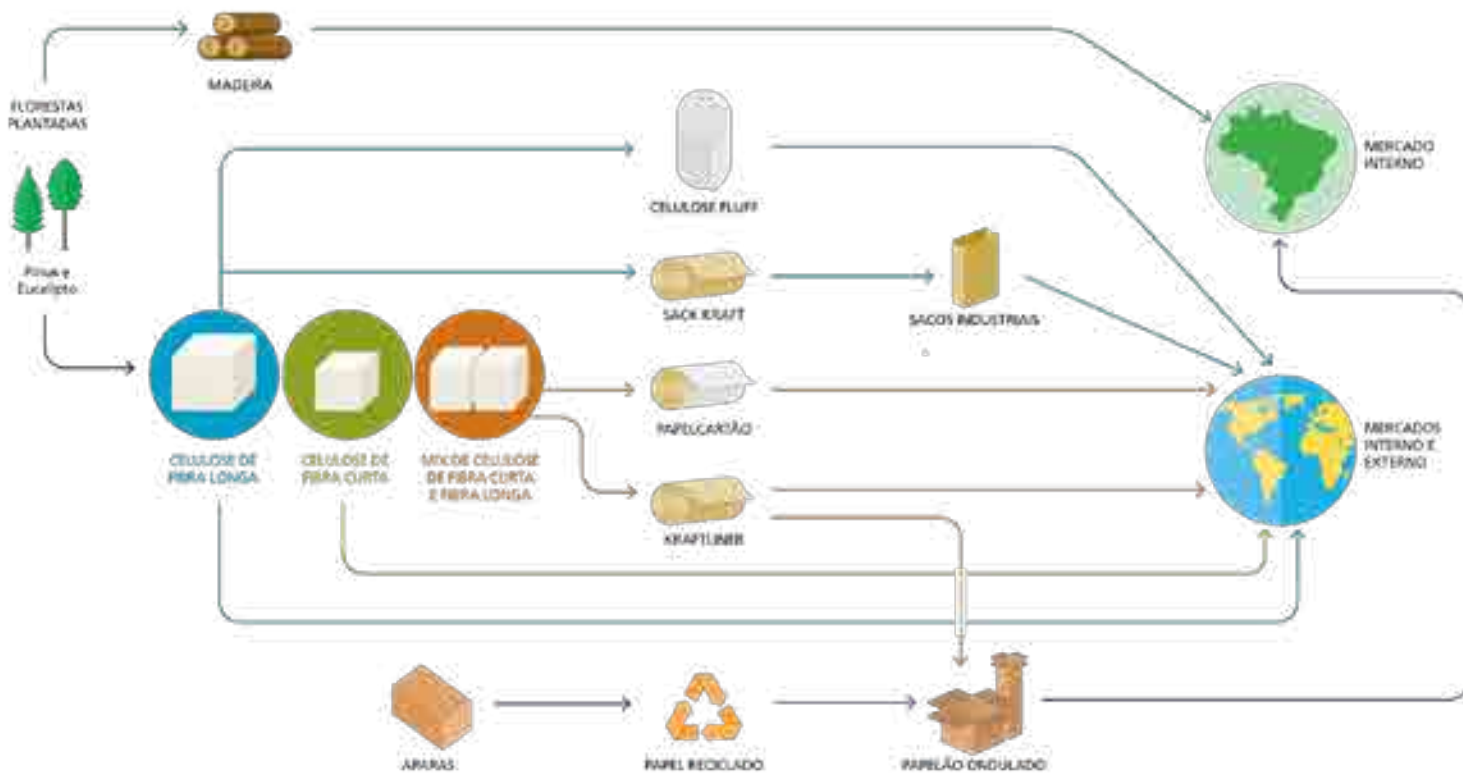 MADEIRA
FLORESTAS
PLANTADAS
Pinus e
Eucalipto
CELULOSE FLUFF
MERCADO
INTERNO
SACK KRAFT
SACOS INDUSTRIAIS
PAPELCARTÃO
MERCADOS
INTERNO E
EXTERNO
CELULOSE DE
FIBRA LONGA
CELULOSE DE
FIBRA CURTA
MIX DE CELULOSE
DE FIBRA CURTA
E FIBRA LONGA
KRAFTLINER
APARAS
PAPEL RECICLADO
PAPELÃO ONDULADO